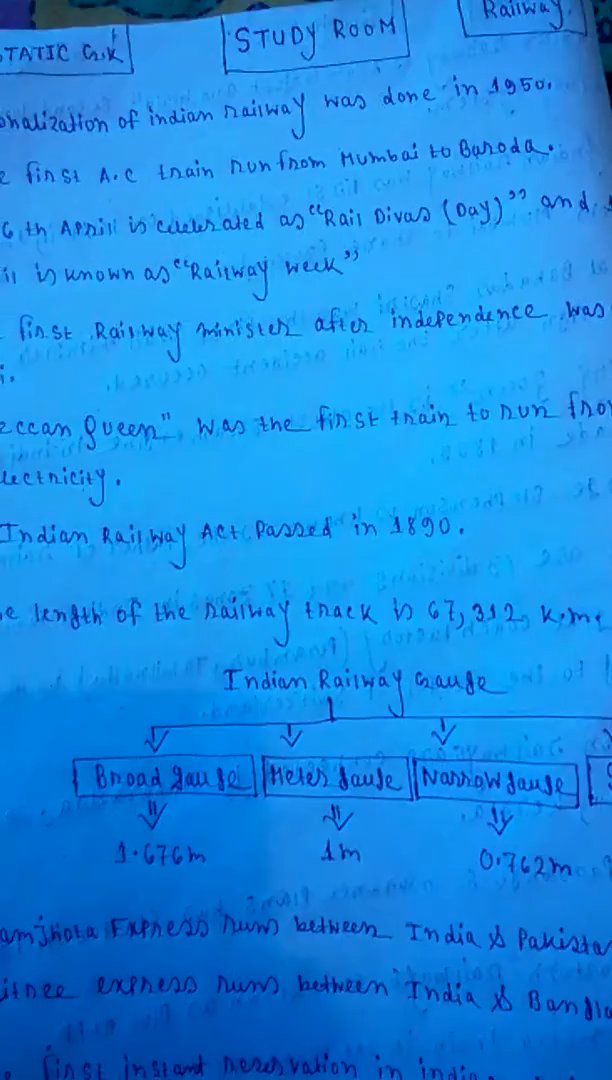 STATIC G.K
STUDY ROOM
Railway.
onalization of indian railway was done in 1950.
e first A.C train run from Mumbai to Baroda.
6 th April is celebrated as "Rail Divas (Day)" and
il is known as "Railway week"
first Railway minister after independence was
i.
eccan Queen" was the first train to run fro
lectricity.
Indian Railway Act Passed in 1890.
e length of the railway track is 67,312 k.m.
Indian Railway Gauge
Broad gauge Meter gauge Narrow gauge S
1.676m 1m 0.762m
amjhota Express runs between India & Pakista
itree express runs between India & Bangla
first instant reservation in indi